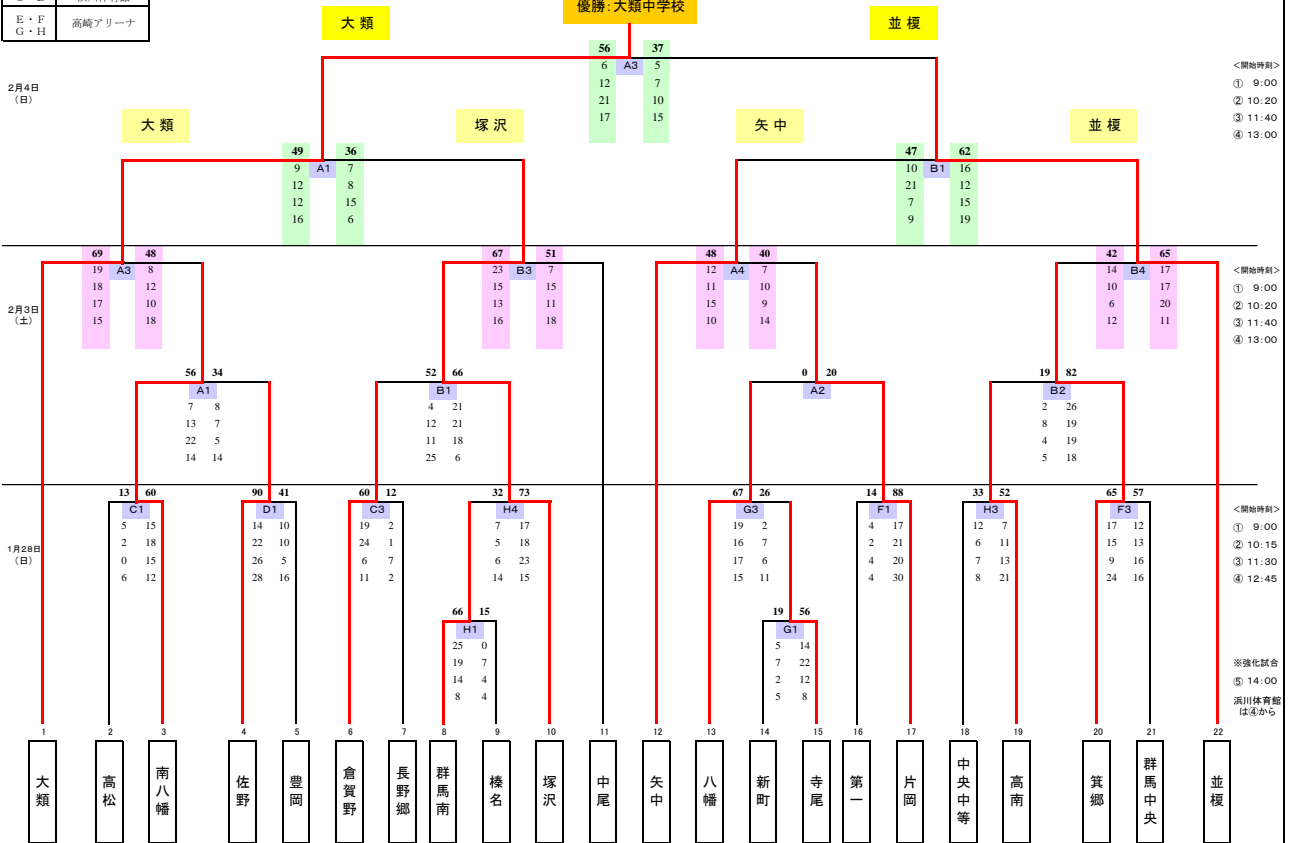 E・F
G・H
高崎アリーナ
優勝：大類中学校
大類
並榎
56 37
6 A3 5
12 7
21 10
17 15
2月4日
（日）
＜開始時刻＞
① 9:00
② 10:20
③ 11:40
④ 13:00
大類
塚沢
矢中
並榎
49 36
9 A1 7
12 8
12 15
16 6
47 62
10 B1 16
21 12
7 15
9 19
2月3日
（土）
69 48
19 A3 8
18 12
17 10
15 18
67 51
23 B3 7
15 15
13 11
16 18
48 40
12 A4 7
11 10
15 9
10 14
42 65
14 B4 17
10 17
6 20
12 11
＜開始時刻＞
① 9:00
② 10:20
③ 11:40
④ 13:00
56 34
A1
7 8
13 7
22 5
14 14
52 66
B1
4 21
12 21
11 18
25 6
0 20
A2
19 82
B2
2 26
8 19
4 19
5 18
1月28日
（日）
13 60
C1
5 15
2 18
0 15
6 12
90 41
D1
14 10
22 10
26 5
28 16
60 12
C3
19 2
24 1
6 7
11 2
32 73
H4
7 17
5 18
6 23
14 15
67 26
G3
19 2
16 7
17 6
15 11
14 88
F1
4 17
2 21
4 20
4 30
33 52
H3
12 7
6 11
7 13
8 21
65 57
F3
17 12
15 13
9 16
24 16
＜開始時刻＞
① 9:00
② 10:15
③ 11:30
④ 12:45
66 15
H1
25 0
19 7
14 4
8 4
19 56
G1
5 14
7 22
2 12
5 8
※強化試合
⑤ 14:00
浜川体育館
は④から
1 2 3 4 5 6 7 8 9 10 11 12 13 14 15 16 17 18 19 20 21 22
大類
高松
南八幡
佐野
豊岡
倉賀野
長野郷
群馬南
榛名
塚沢
中尾
矢中
八幡
新町
寺尾
第一
片岡
中央中等
高南
箕郷
群馬中央
並榎